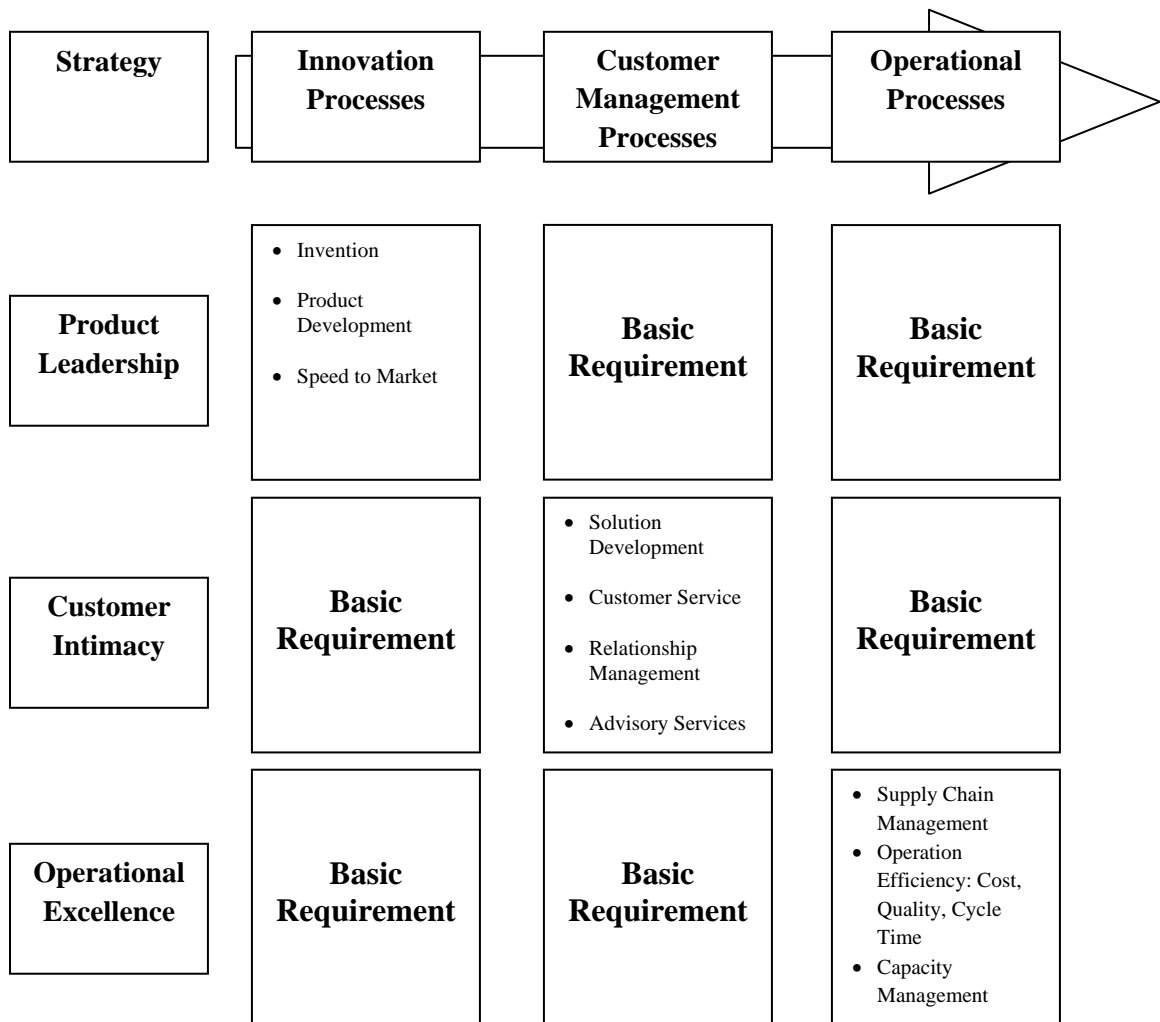 Strategy
Innovation
Processes
Customer
Management
Processes
Operational
Processes
Product
Leadership
• Invention
• Product
Development
• Speed to Market
Basic
Requirement
Basic
Requirement
Customer
Intimacy
Basic
Requirement
• Solution
Development
• Customer Service
• Relationship
Management
• Advisory Services
Basic
Requirement
Operational
Excellence
Basic
Requirement
Basic
Requirement
• Supply Chain
Management
• Operation
Efficiency: Cost,
Quality, Cycle
Time
• Capacity
Management